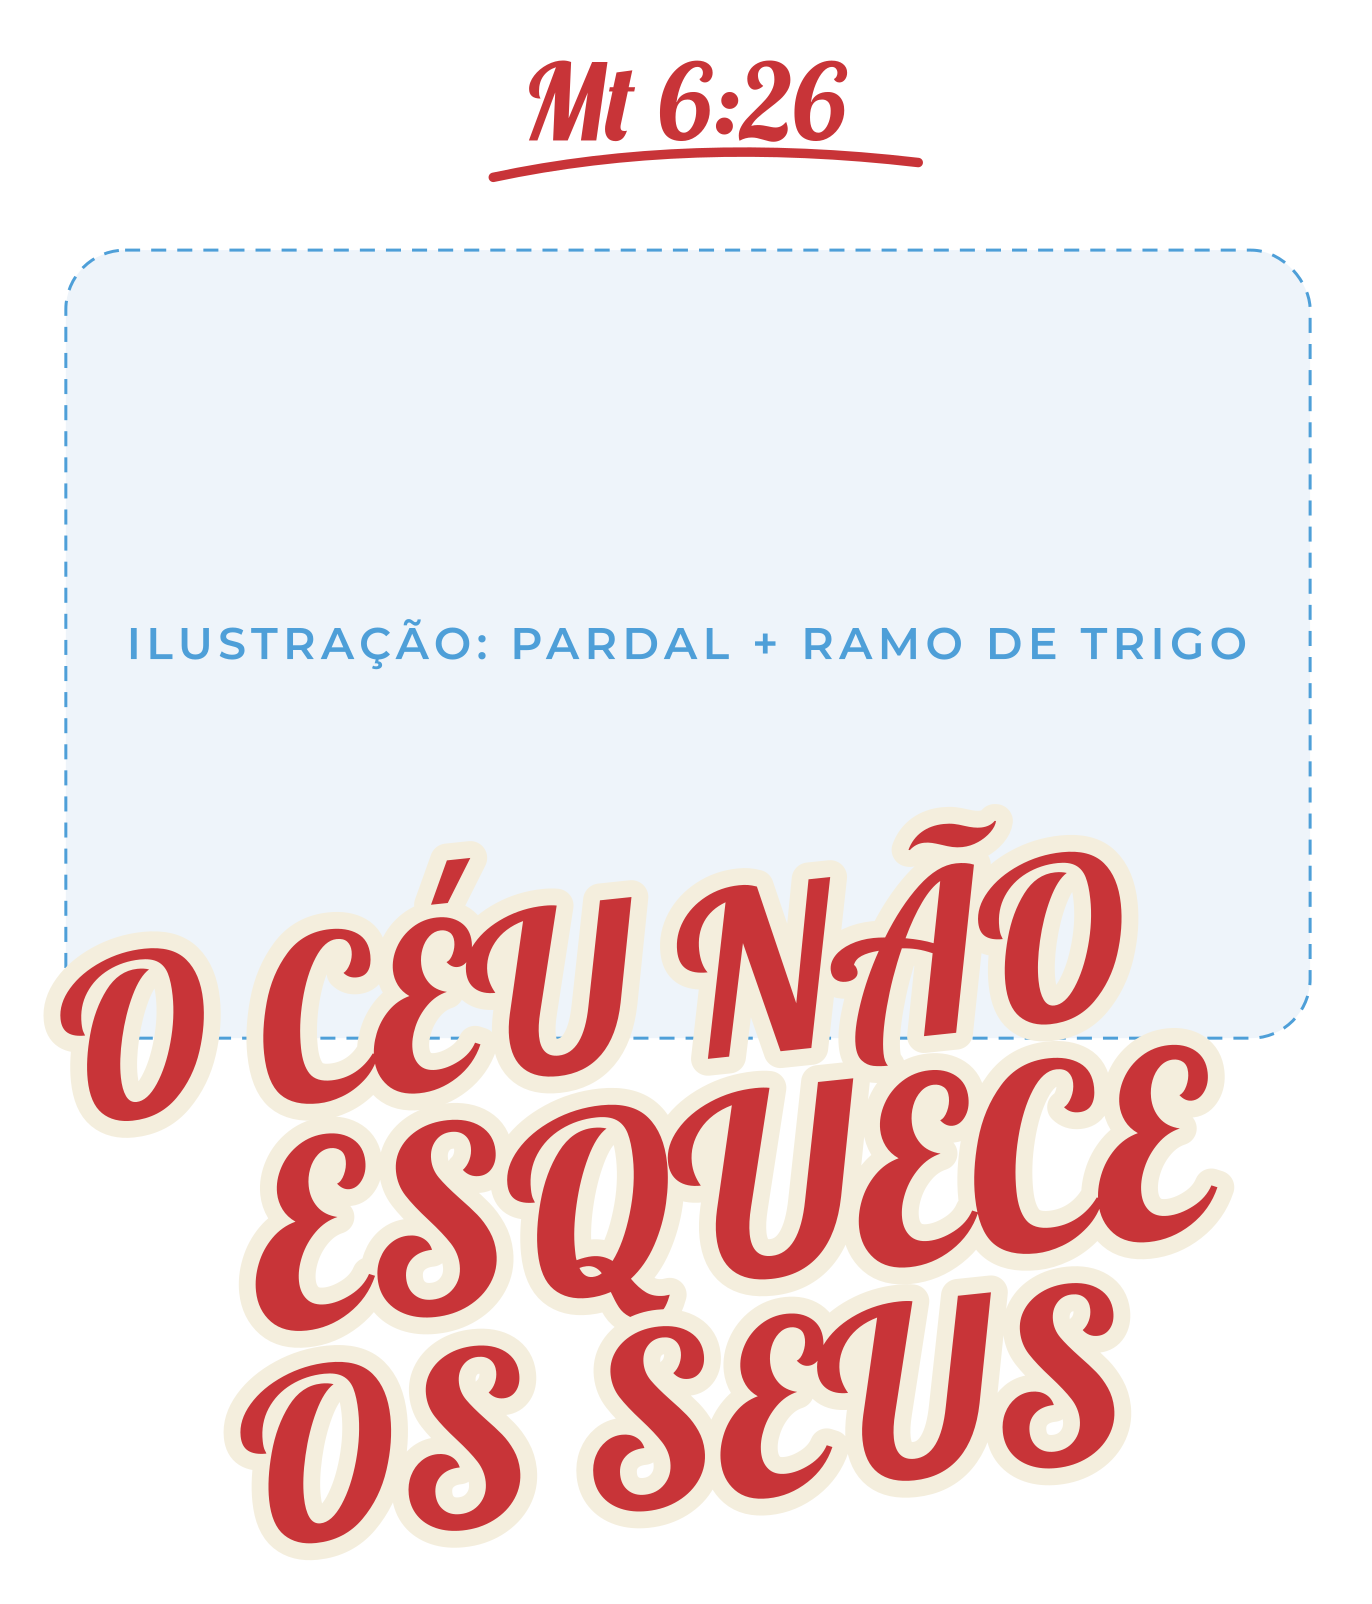 Mt 6:26
ILUSTRAÇÃO: PARDAL + RAMO DE TRIGO
O CÉU NÃO
ESQUECE
OS SEUS